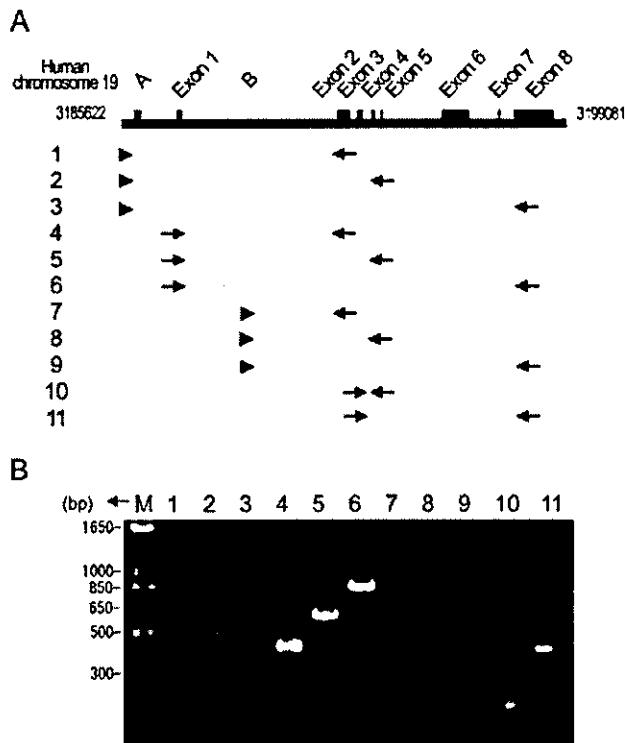 A
Human
chromosome 19
A
Exon 1
B
Exon 2
Exon 3
Exon 4
Exon 5
Exon 6
Exon 7
Exon 8
3185622
3199081
1
2
3
4
5
6
7
8
9
10
11
B
(bp) M 1 2 3 4 5 6 7 8 9 10 11
1650-
1000-
850-
650-
500-
300-